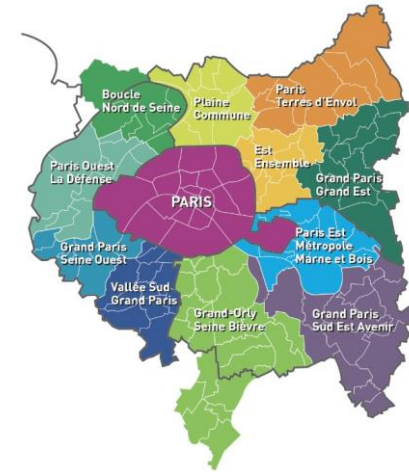 Boucle
Nord de Seine
Plaine
Commune
Paris
Terres d'Envol
Est
Ensemble
Paris Ouest
La Défense
Grand Paris
Grand Est
PARIS
Grand Paris
Seine Ouest
Paris Est
Métropole
Marne et Bois
Vallée Sud
Grand Paris
Grand-Orly
Seine Bièvre
Grand Paris
Sud Est Avenir